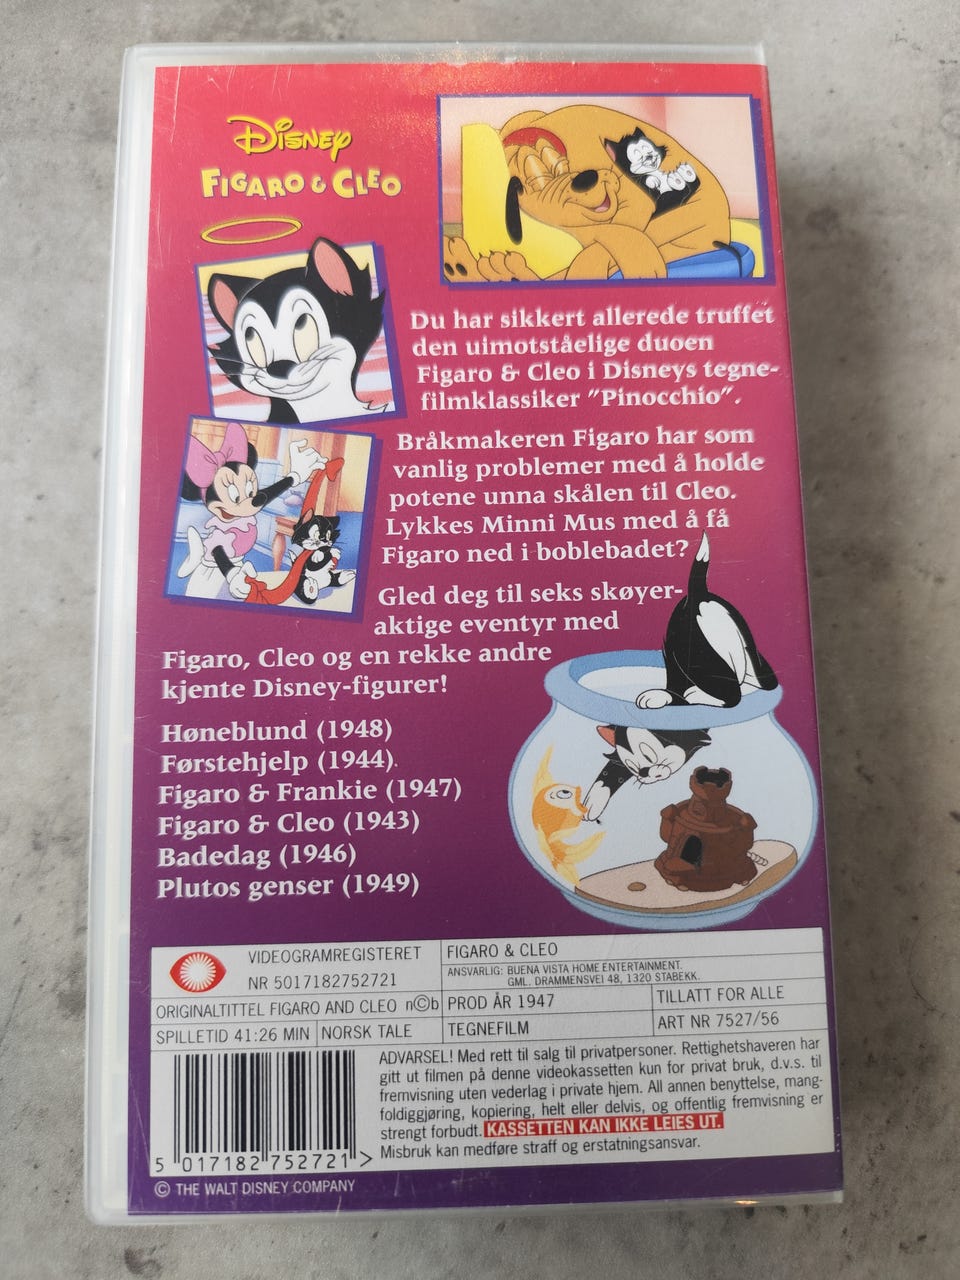 Disney
FIGARO & CLEO
Du har sikkert allerede truffet
den uimotståelige duoen
Figaro & Cleo i Disneys tegne-
filmklassiker "Pinocchio".
Bråkmakeren Figaro har som
vanlig problemer med å holde
potene unna skålen til Cleo.
Lykkes Minni Mus med å få
Figaro ned i boblebadet?
Gled deg til seks skøyer-
aktige eventyr med
Figaro, Cleo og en rekke andre
kjente Disney-figurer!
Høneblund (1948)
Førstehjelp (1944).
Figaro & Frankie (1947)
Figaro & Cleo (1943)
Badedag (1946)
Plutos genser (1949)
VIDEOGRAMREGISTERET
NR 5017182752721
FIGARO & CLEO
ANSVARLIG: BUENA VISTA HOME ENTERTAINMENT.
GML. DRAMMENSVEI 48, 1320 STABEKK.
ORIGINALTITTEL FIGARO AND CLEO n©b
PROD ÅR 1947
TILLATT FOR ALLE
SPILLETID 41:26 MIN
NORSK TALE
TEGNEFILM
ART NR 7527/56
ADVARSEL! Med rett til salg til privatpersoner. Rettighetshaveren har
gitt ut filmen på denne videokassetten kun for privat bruk, d.v.s. til
fremvisning uten vederlag i private hjem. All annen benyttelse, mang-
foldiggjøring, kopiering, helt eller delvis, og offentlig fremvisning er
strengt forbudt. KASSETTEN KAN IKKE LEIES UT.
Misbruk kan medføre straff og erstatningsansvar.
5 017182 752721 >
© THE WALT DISNEY COMPANY